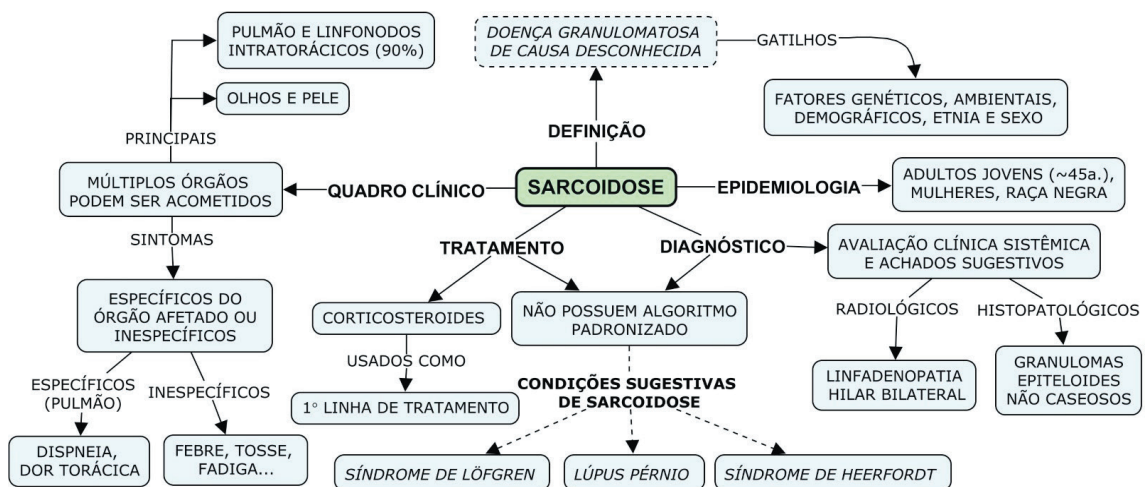 PULMÃO E LINFONODOS
INTRATORÁCICOS (90%)
OLHOS E PELE
PRINCIPAIS
MÚLTIPLOS ÓRGÃOS
PODEM SER ACOMETIDOS
SINTOMAS
ESPECÍFICOS DO
ÓRGÃO AFETADO OU
INESPECÍFICOS
ESPECÍFICOS
(PULMÃO)
INESPECÍFICOS
DISPNEIA,
DOR TORÁCICA
FEBRE, TOSSE,
FADIGA...
QUADRO CLÍNICO
DOENÇA GRANULOMATOSA
DE CAUSA DESCONHECIDA
GATILHOS
FATORES GENÉTICOS, AMBIENTAIS,
DEMOGRÁFICOS, ETNIA E SEXO
DEFINIÇÃO
SARCOIDOSE
EPIDEMIOLOGIA
ADULTOS JOVENS (~45a.),
MULHERES, RAÇA NEGRA
TRATAMENTO
DIAGNÓSTICO
CORTICOSTEROIDES
USADOS COMO
1° LINHA DE TRATAMENTO
NÃO POSSUEM ALGORITMO
PADRONIZADO
CONDIÇÕES SUGESTIVAS
DE SARCOIDOSE
SÍNDROME DE LÖFGREN
LÚPUS PÉRNIO
SÍNDROME DE HEERFORDT
AVALIAÇÃO CLÍNICA SISTÊMICA
E ACHADOS SUGESTIVOS
RADIOLÓGICOS
HISTOPATOLÓGICOS
LINFADENOPATIA
HILAR BILATERAL
GRANULOMAS
EPITELOIDES
NÃO CASEOSOS